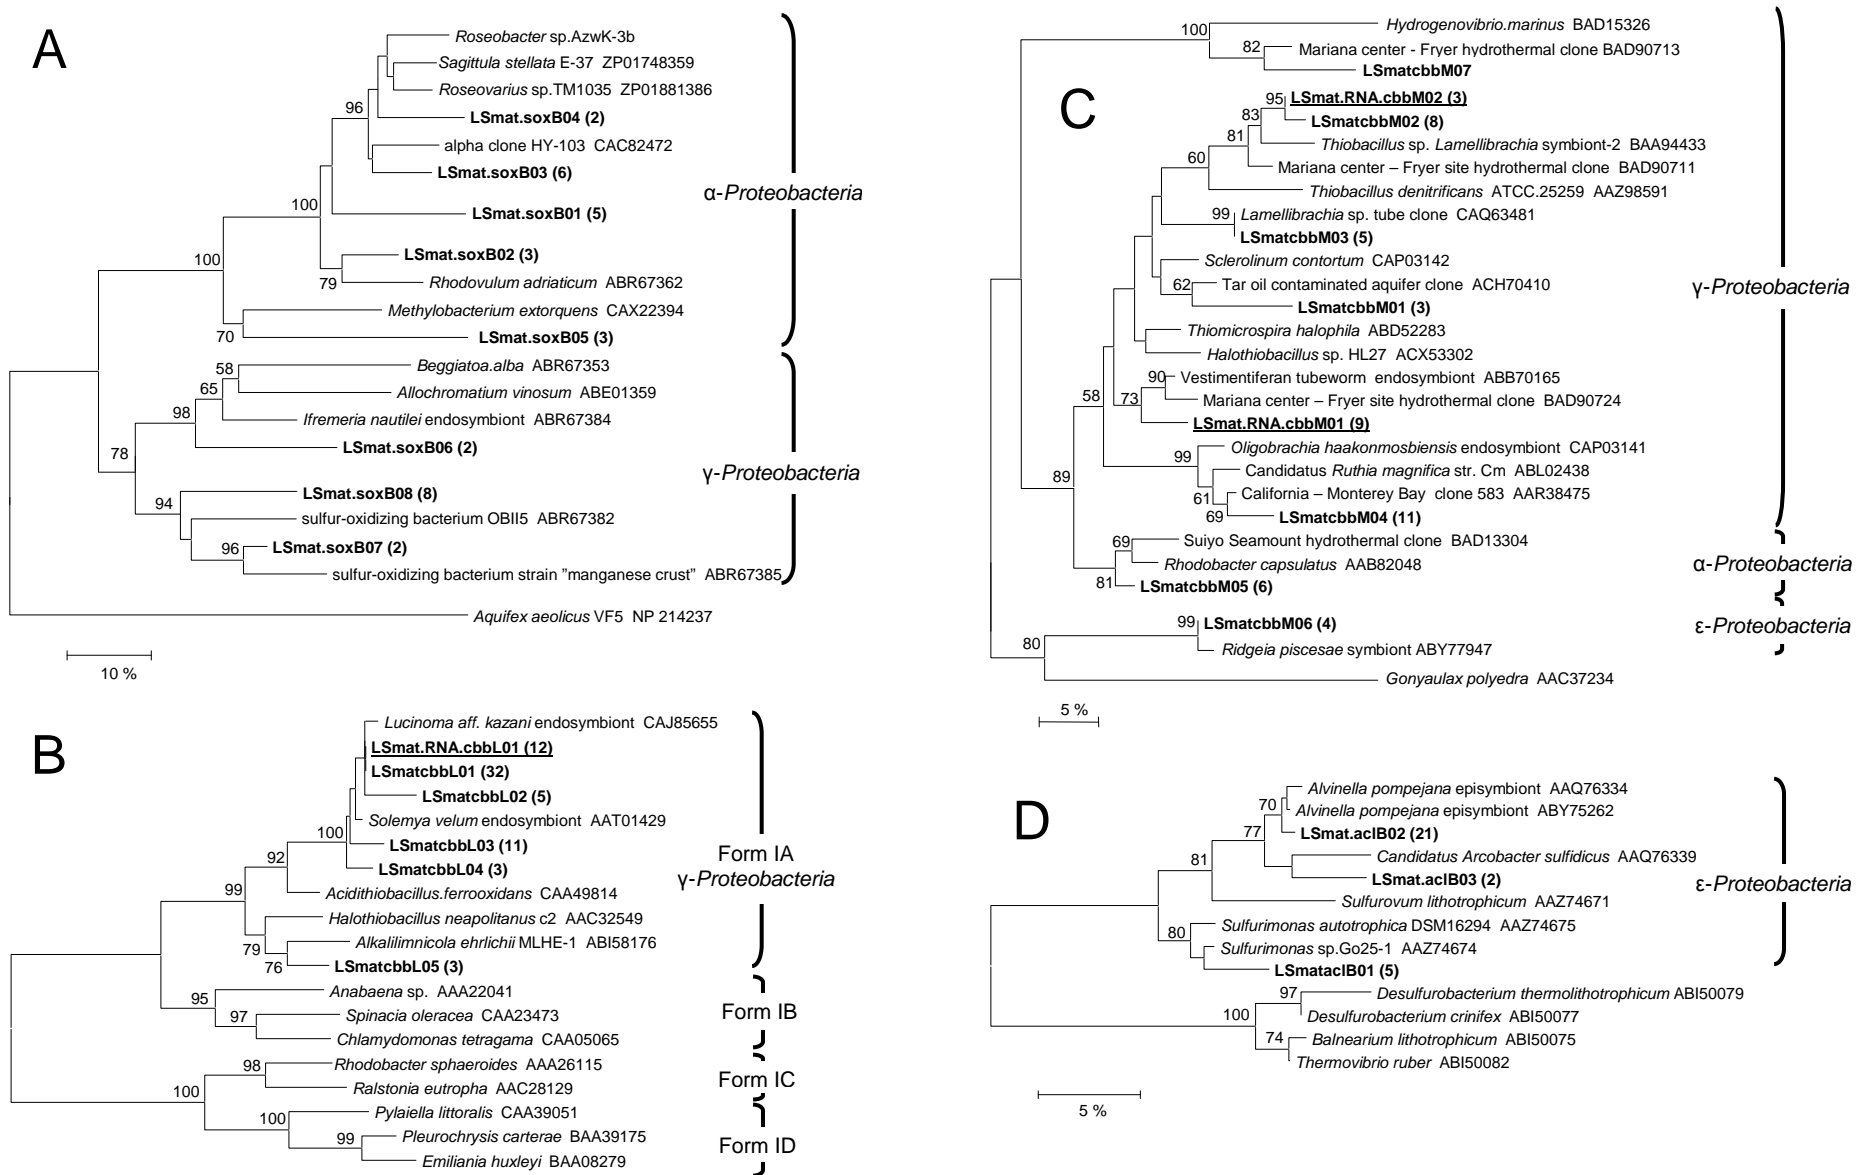 A
Roseobacter sp.AzwK-3b
Sagittula stellata E-37 ZP01748359
Roseovarius sp.TM1035 ZP01881386
96
LSmat.soxB04 (2)
alpha clone HY-103 CAC82472
LSmat.soxB03 (6)
α-Proteobacteria
100
LSmat.soxB01 (5)
LSmat.soxB02 (3)
100
79
Rhodovulum adriaticum ABR67362
Methylobacterium extorquens CAX22394
70
LSmat.soxB05 (3)
58
Beggiatoa.alba ABR67353
65
Allochromatium vinosum ABE01359
98
Ifremeria nautilei endosymbiont ABR67384
78
LSmat.soxB06 (2)
γ-Proteobacteria
94
LSmat.soxB08 (8)
sulfur-oxidizing bacterium OBII5 ABR67382
96
LSmat.soxB07 (2)
sulfur-oxidizing bacterium strain ”manganese crust” ABR67385
Aquifex aeolicus VF5 NP 214237
10 %
B
Lucinoma aff. kazani endosymbiont CAJ85655
LSmat.RNA.cbbL01 (12)
LSmatcbbL01 (32)
LSmatcbbL02 (5)
Solemya velum endosymbiont AAT01429
100
LSmatcbbL03 (11)
92
LSmatcbbL04 (3)
Form IA
γ-Proteobacteria
99
Acidithiobacillus.ferrooxidans CAA49814
Halothiobacillus neapolitanus c2 AAC32549
79
Alkalilimnicola ehrlichii MLHE-1 ABI58176
76
LSmatcbbL05 (3)
95
Anabaena sp. AAA22041
97
Spinacia oleracea CAA23473
Form IB
Chlamydomonas tetragama CAA05065
98
Rhodobacter sphaeroides AAA26115
Form IC
100
Ralstonia eutropha AAC28129
100
Pylaiella littoralis CAA39051
99
Pleurochrysis carterae BAA39175
Form ID
Emiliania huxleyi BAA08279
C
Hydrogenovibrio.marinus BAD15326
100
82
Mariana center - Fryer hydrothermal clone BAD90713
LSmatcbbM07
95
LSmat.RNA.cbbM02 (3)
83
LSmatcbbM02 (8)
81
Thiobacillus sp. Lamellibrachia symbiont-2 BAA94433
60
Mariana center – Fryer site hydrothermal clone BAD90711
Thiobacillus denitrificans ATCC.25259 AAZ98591
99
Lamellibrachia sp. tube clone CAQ63481
LSmatcbbM03 (5)
Sclerolinum contortum CAP03142
62
Tar oil contaminated aquifer clone ACH70410
γ-Proteobacteria
LSmatcbbM01 (3)
Thiomicrospira halophila ABD52283
Halothiobacillus sp. HL27 ACX53302
90
Vestimentiferan tubeworm endosymbiont ABB70165
58
73
Mariana center – Fryer site hydrothermal clone BAD90724
LSmat.RNA.cbbM01 (9)
99
Oligobrachia haakonmosbiensis endosymbiont CAP03141
Candidatus Ruthia magnifica str. Cm ABL02438
89
61
California – Monterey Bay clone 583 AAR38475
69
LSmatcbbM04 (11)
69
Suiyo Seamount hydrothermal clone BAD13304
Rhodobacter capsulatus AAB82048
α-Proteobacteria
81
LSmatcbbM05 (6)
99
LSmatcbbM06 (4)
ε-Proteobacteria
80
Ridgeia piscesae symbiont ABY77947
Gonyaulax polyedra AAC37234
5 %
D
Alvinella pompejana episymbiont AAQ76334
70
Alvinella pompejana episymbiont ABY75262
77
LSmat.aclB02 (21)
81
Candidatus Arcobacter sulfidicus AAQ76339
LSmat.aclB03 (2)
ε-Proteobacteria
Sulfurovum lithotrophicum AAZ74671
80
Sulfurimonas autotrophica DSM16294 AAZ74675
Sulfurimonas sp.Go25-1 AAZ74674
LSmataclB01 (5)
97
Desulfurobacterium thermolithotrophicum ABI50079
100
Desulfurobacterium crinifex ABI50077
74
Balnearium lithotrophicum ABI50075
Thermovibrio ruber ABI50082
5 %